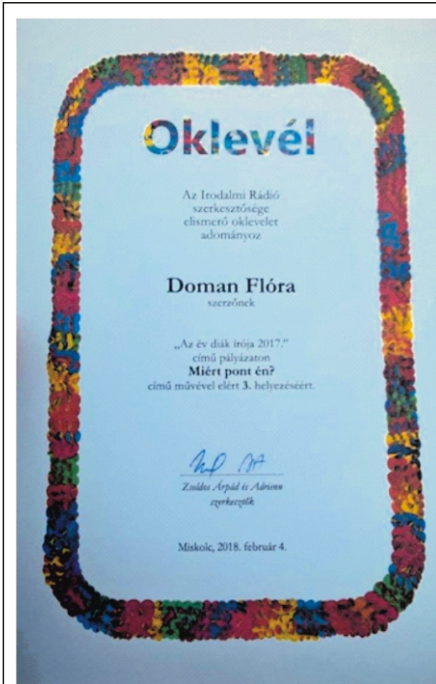 Oklevél
Az Irodalmi Rádió
szerkesztősége
elismerő oklevelet
adományoz
Doman Flóra
szerzőnek
„Az év diák írója 2017."
című pályázaton
Miért pont én?
című művével elért 3. helyezéséért.
Zsoldos Árpád és Adrienn
szerkesztők
Miskolc, 2018. február 4.